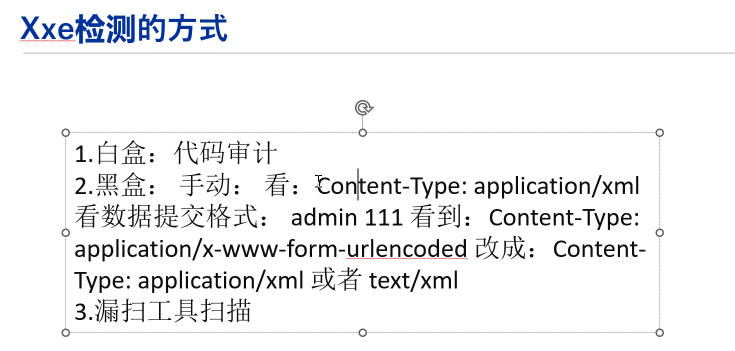 Xxe检测的方式
1.白盒：代码审计
2.黑盒： 手动： 看：Content-Type: application/xml
看数据提交格式： admin 111 看到：Content-Type:
application/x-www-form-urlencoded 改成：Content-
Type: application/xml 或者 text/xml
3.漏扫工具扫描